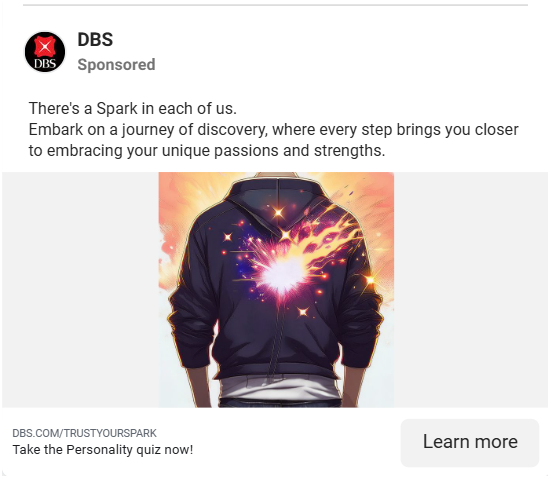 DBS
DBS
Sponsored
There's a Spark in each of us.
Embark on a journey of discovery, where every step brings you closer
to embracing your unique passions and strengths.
DBS.COM/TRUSTYOURSPARK
Take the Personality quiz now!
Learn more